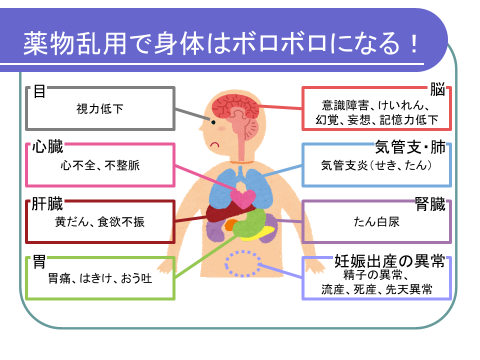 薬物乱用で身体はボロボロになる！
目
視力低下
心臓
心不全、不整脈
肝臓
黄だん、食欲不振
胃
胃痛、はきけ、おう吐
脳
意識障害、けいれん、
幻覚、妄想、記憶力低下
気管支・肺
気管支炎（せき、たん）
腎臓
たん白尿
妊娠出産の異常
精子の異常、
流産、死産、先天異常